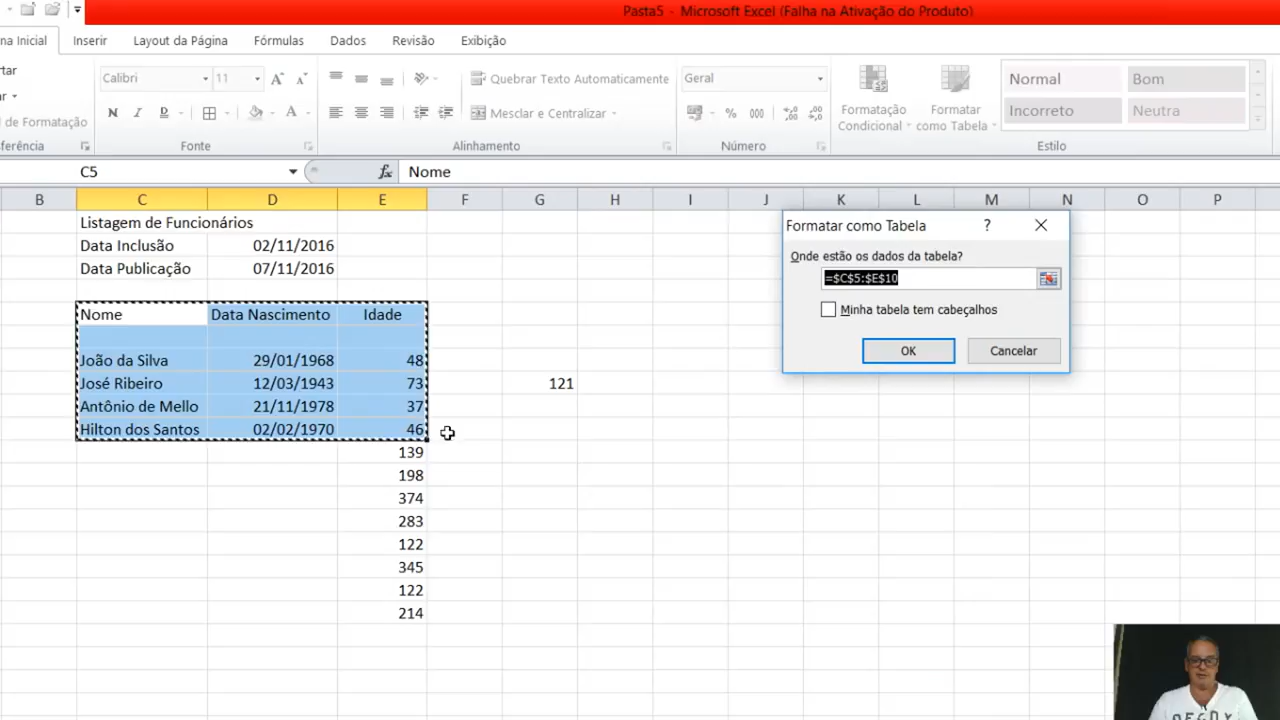 Pasta5 - Microsoft Excel (Falha na Ativação do Produto)
na Inicial Inserir Layout da Página Fórmulas Dados Revisão Exibição
rtar
ar
de Formatação
ferência
Calibri 11
N I S A A A
Fonte
Quebrar Texto Automaticamente
Mesclar e Centralizar
Alinhamento
Geral
% 000
Número
Formatação Condicional
Formatar como Tabela
Normal Bom
Incorreto Neutra
Estilo
C5 fx Nome
B C D E F G H I J K L M N O P
Listagem de Funcionários
Data Inclusão 02/11/2016
Data Publicação 07/11/2016
Nome Data Nascimento Idade
João da Silva 29/01/1968 48
José Ribeiro 12/03/1943 73 121
Antônio de Mello 21/11/1978 37
Hilton dos Santos 02/02/1970 46
139
198
374
283
122
345
122
214
Formatar como Tabela ?
Onde estão os dados da tabela?
=$C$5:$E$10
Minha tabela tem cabeçalhos
OK Cancelar